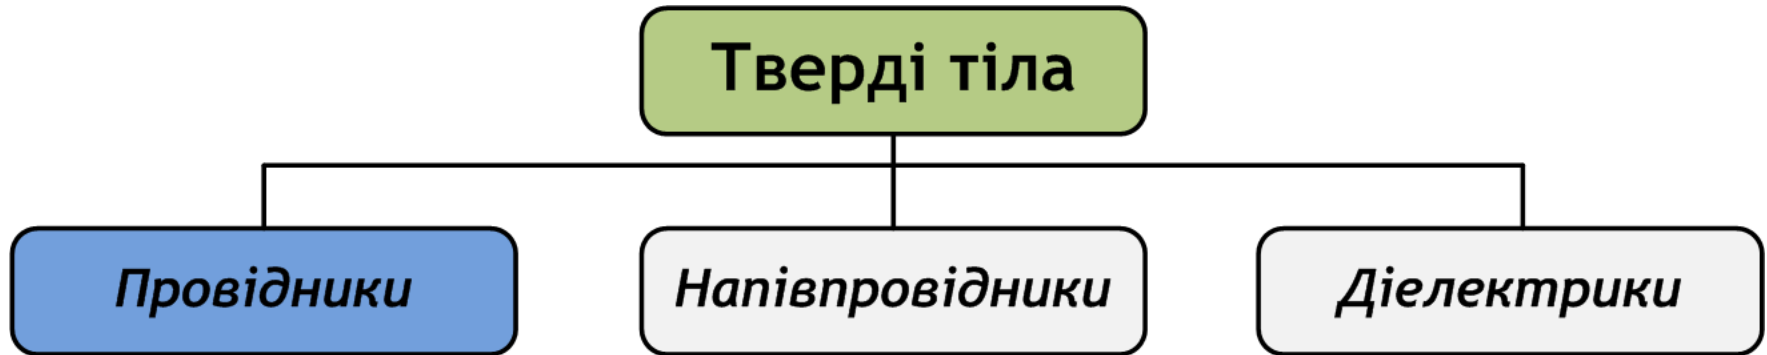 Тверді тіла
Провідники
Напівпровідники
Діелектрики